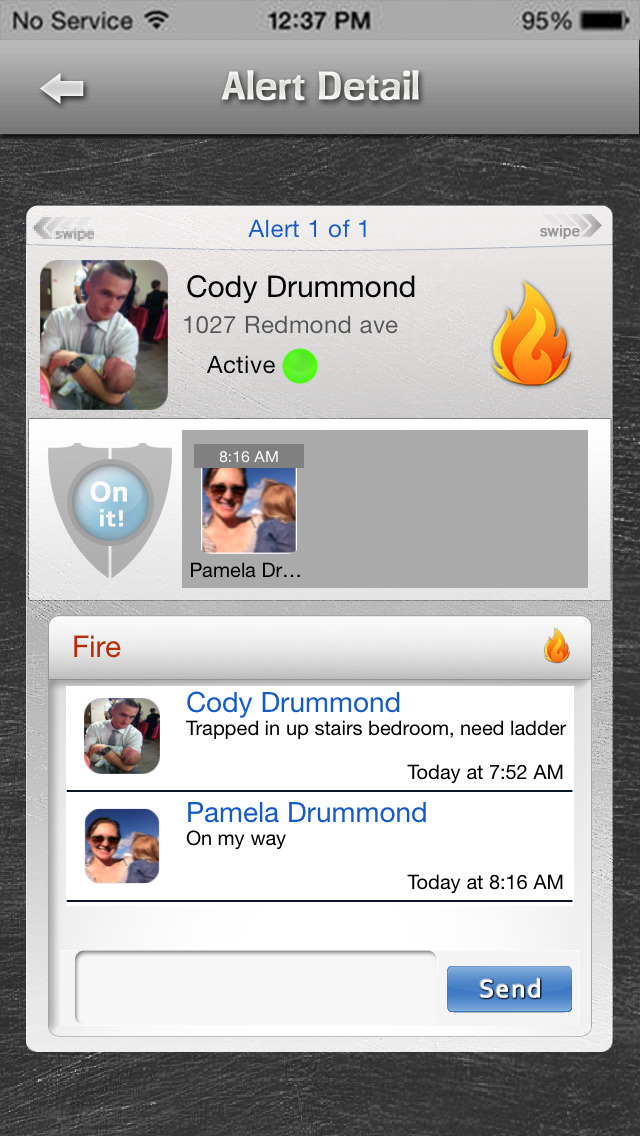 No Service 12:37 PM 95%
Alert Detail
swipe Alert 1 of 1 swipe
Cody Drummond
1027 Redmond ave
Active
On
it!
8:16 AM
Pamela Dr...
Fire
Cody Drummond
Trapped in up stairs bedroom, need ladder
Today at 7:52 AM
Pamela Drummond
On my way
Today at 8:16 AM
Send